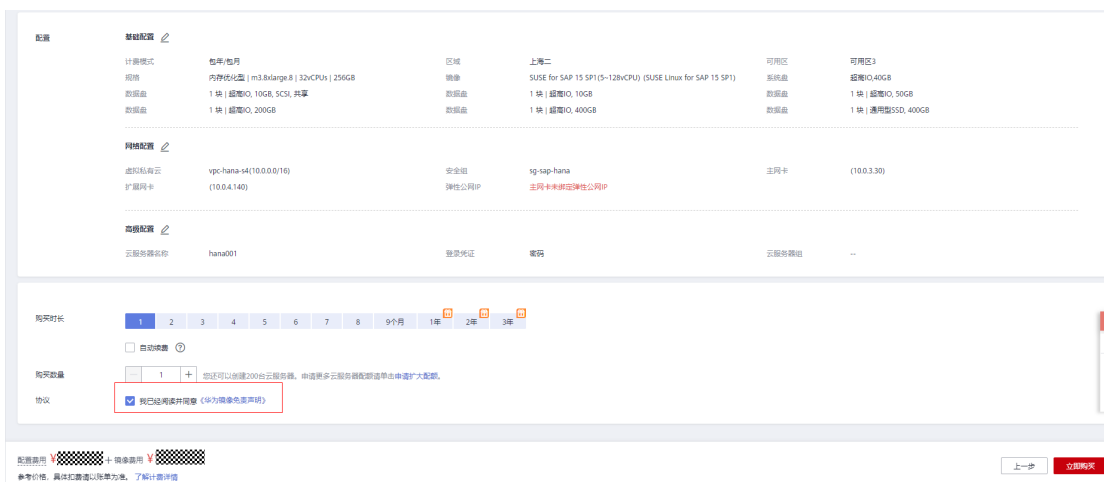 配置 基础配置
计费模式 包年/包月 区域 上海二 可用区 可用区3
规格 内存优化型 | m3.8xlarge.8 | 32vCPUs | 256GB 镜像 SUSE for SAP 15 SP1(5~128vCPU) (SUSE Linux for SAP 15 SP1) 系统盘 超高IO,40GB
数据盘 1 块 | 超高IO, 10GB, SCSI, 共享 数据盘 1 块 | 超高IO, 10GB 数据盘 1 块 | 超高IO, 50GB
数据盘 1 块 | 超高IO, 200GB 数据盘 1 块 | 超高IO, 400GB 数据盘 1 块 | 通用型SSD, 400GB
网络配置
虚拟私有云 vpc-hana-s4(10.0.0.0/16) 安全组 sg-sap-hana 主网卡 (10.0.3.30)
扩展网卡 (10.0.4.140) 弹性公网IP 主网卡未绑定弹性公网IP
高级配置
云服务器名称 hana001 登录凭证 密码 云服务器组 --
购买时长 1 2 3 4 5 6 7 8 9个月 1年 2年 3年
自动续费 ?
购买数量 － 1 + 您还可以创建200台云服务器。申请更多云服务器配额请单击申请扩大配额。
协议 我已经阅读并同意《华为镜像免责声明》
配置费用 ¥ + 镜像费用 ¥
参考价格，具体扣费请以账单为准。 了解计费详情
上一步 立即购买